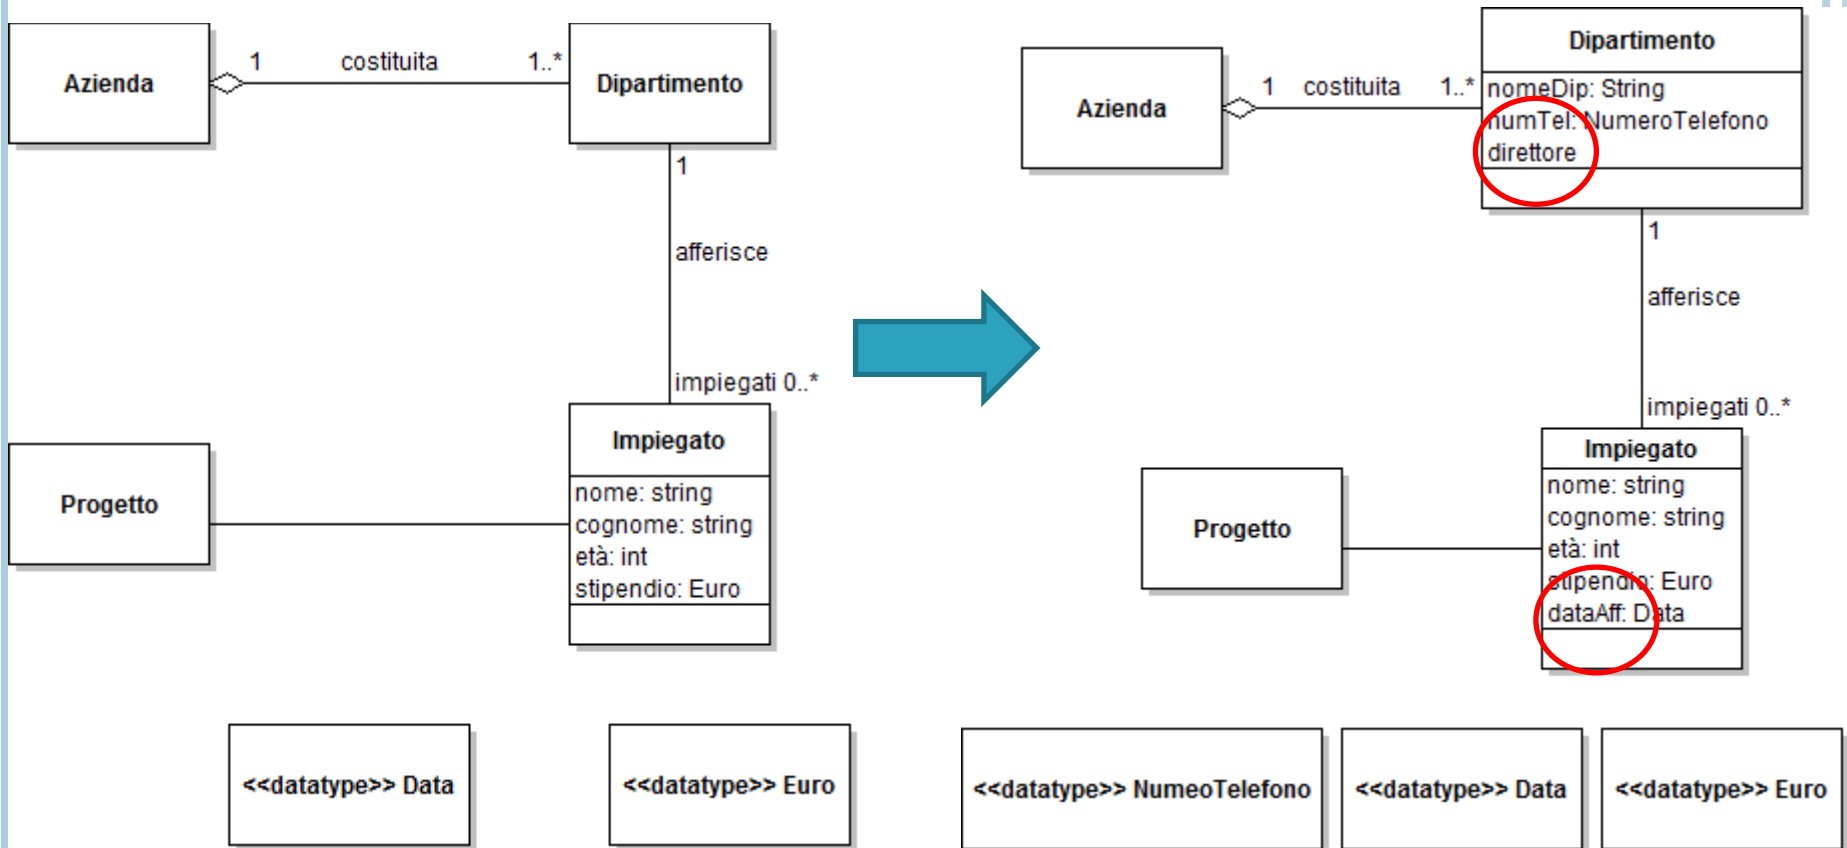 Azienda
1
costituita
1..*
Dipartimento
1
afferisce
impiegati 0..*
Impiegato
nome: string
cognome: string
età: int
stipendio: Euro
Progetto
<<datatype>> Data
<<datatype>> Euro
Azienda
1
costituita
1..*
Dipartimento
nomeDip: String
numTel: NumeroTelefono
direttore
1
afferisce
impiegati 0..*
Impiegato
nome: string
cognome: string
età: int
stipendio: Euro
dataAff: Data
Progetto
<<datatype>> NumeoTelefono
<<datatype>> Data
<<datatype>> Euro